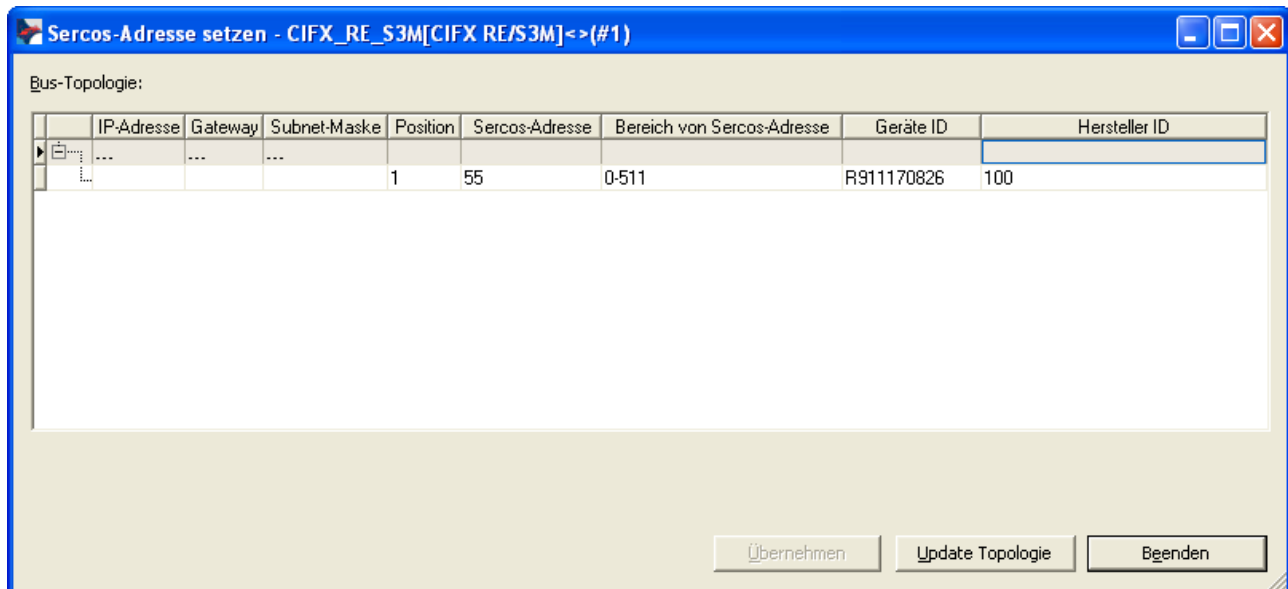 Sercos-Adresse setzen - CIFX_RE_S3M[CIFX RE/S3M]<>(#1)
Bus-Topologie:
IP-Adresse Gateway Subnet-Maske Position Sercos-Adresse Bereich von Sercos-Adresse Geräte ID Hersteller ID
... ... ...
1 55 0-511 R911170826 100
Übernehmen Update Topologie Beenden